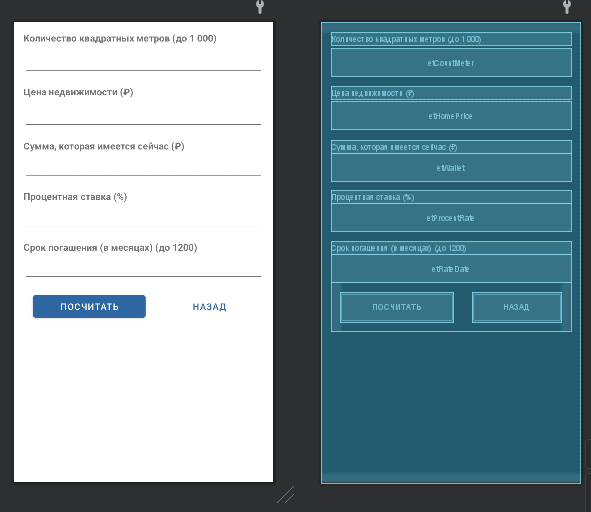 Количество квадратных метров (до 1 000)
Цена недвижимости (₽)
Сумма, которая имеется сейчас (₽)
Процентная ставка (%)
Срок погашения (в месяцах) (до 1200)
ПОСЧИТАТЬ НАЗАД
Количество квадратных метров (до 1 000)
etCountMeter
Цена недвижимости (₽)
etHomePrice
Сумма, которая имеется сейчас (₽)
etWallet
Процентная ставка (%)
etProcentRate
Срок погашения (в месяцах) (до 1200)
etRateDate
ПОСЧИТАТЬ НАЗАД